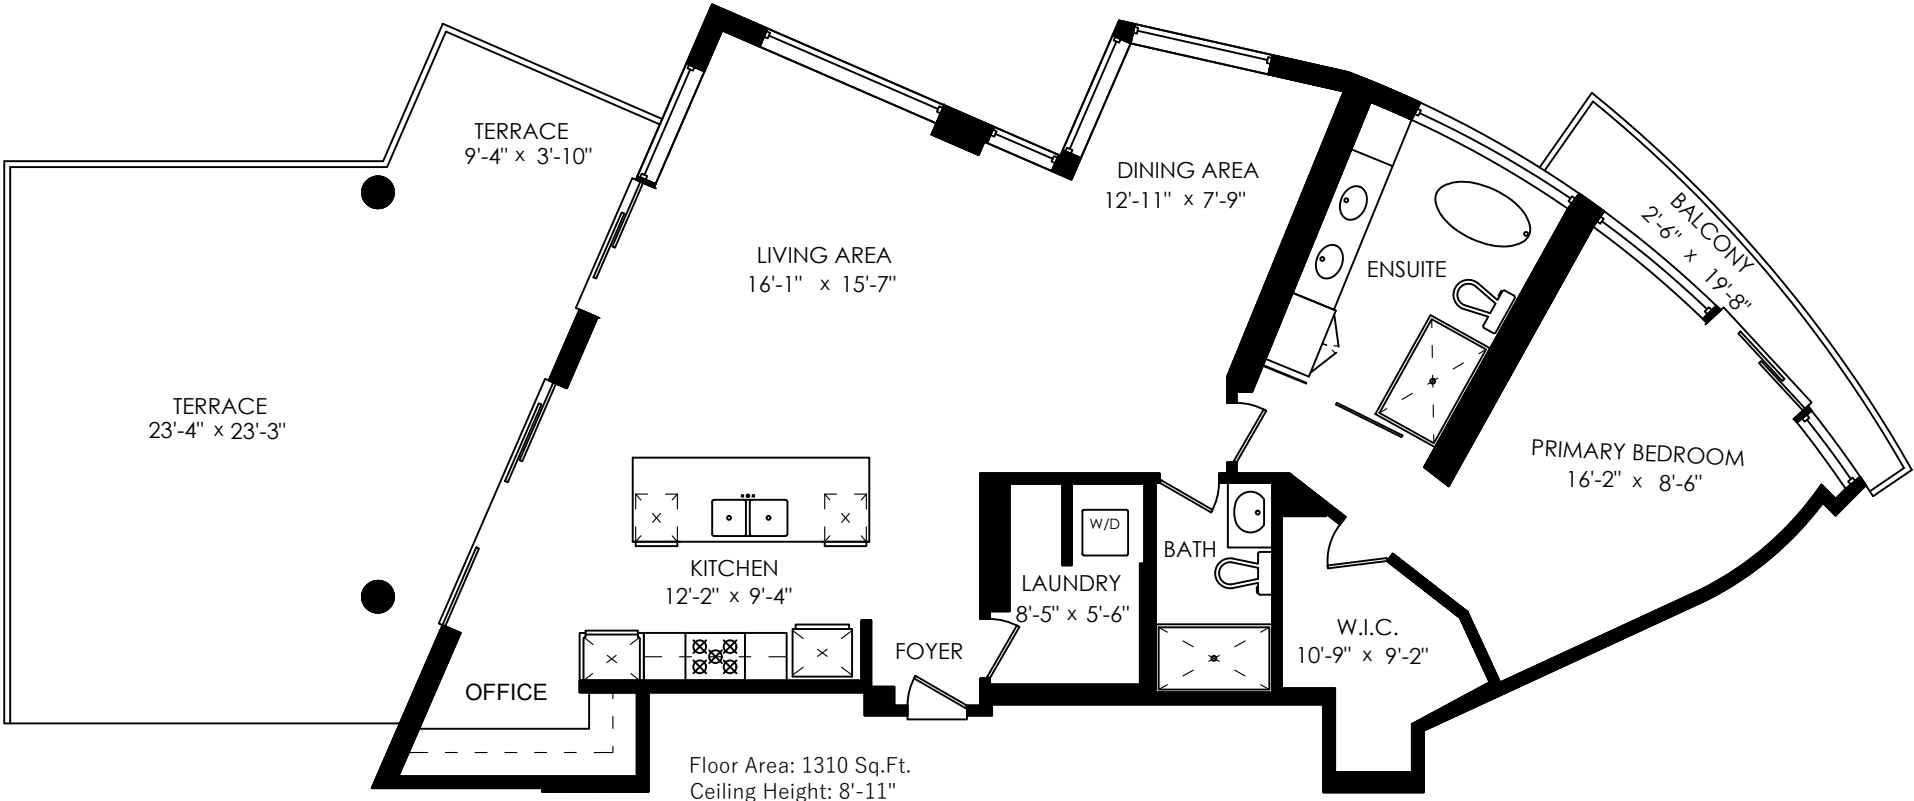 TERRACE
9'-4" x 3'-10"
DINING AREA
12'-11" x 7'-9"
LIVING AREA
16'-1" x 15'-7"
ENSUITE
BALCONY
2'-6" x 19'-8"
TERRACE
23'-4" x 23'-3"
PRIMARY BEDROOM
16'-2" x 8'-6"
W/D
BATH
KITCHEN
12'-2" x 9'-4"
LAUNDRY
8'-5" x 5'-6"
FOYER
W.I.C.
10'-9" x 9'-2"
OFFICE
Floor Area: 1310 Sq.Ft.
Ceiling Height: 8'-11"